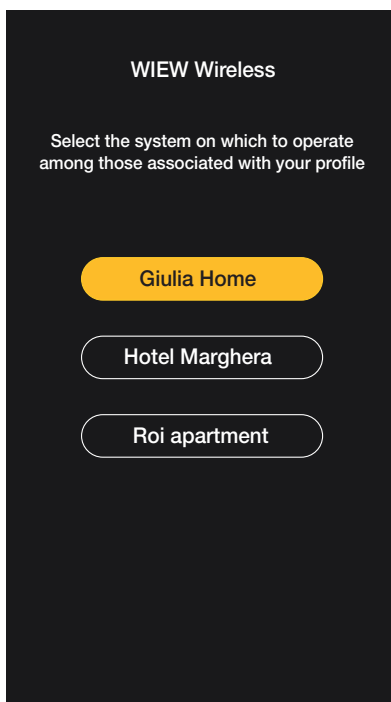 WIEW Wireless
Select the system on which to operate
among those associated with your profile
Giulia Home
Hotel Marghera
Roi apartment